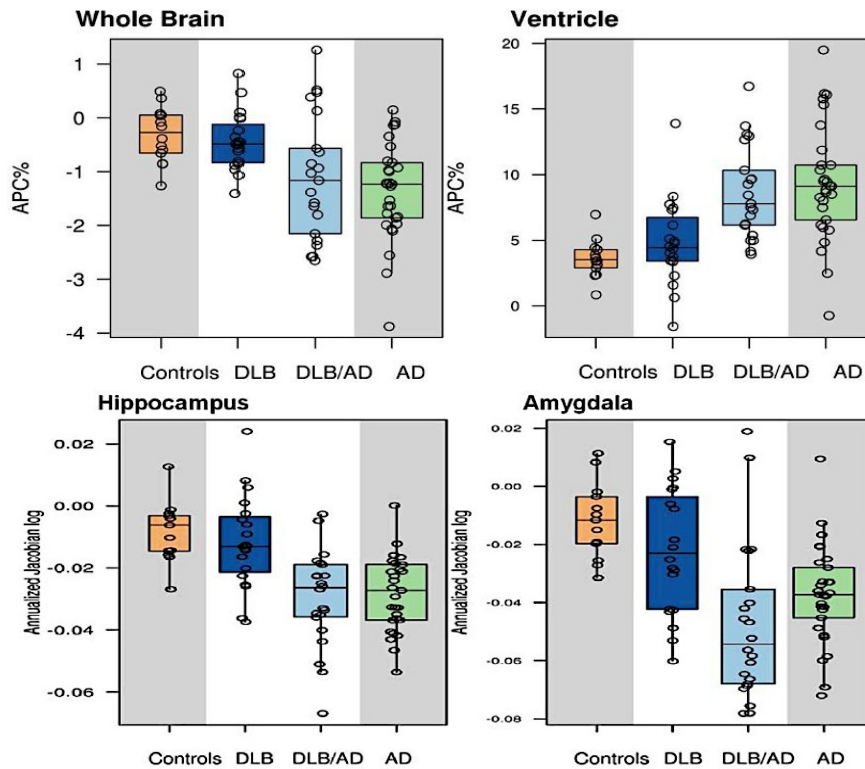 Whole Brain
Ventricle
APC%
1
0
-1
-2
-3
-4
Controls DLB DLB/AD AD
APC%
20
15
10
5
0
Controls DLB DLB/AD AD
Hippocampus
Amygdala
Annualized Jacobian log
0.02
0.00
-0.02
-0.04
-0.06
Controls DLB DLB/AD AD
Annualized Jacobian log
0.02
0.00
-0.02
-0.04
-0.06
-0.08
Controls DLB DLB/AD AD